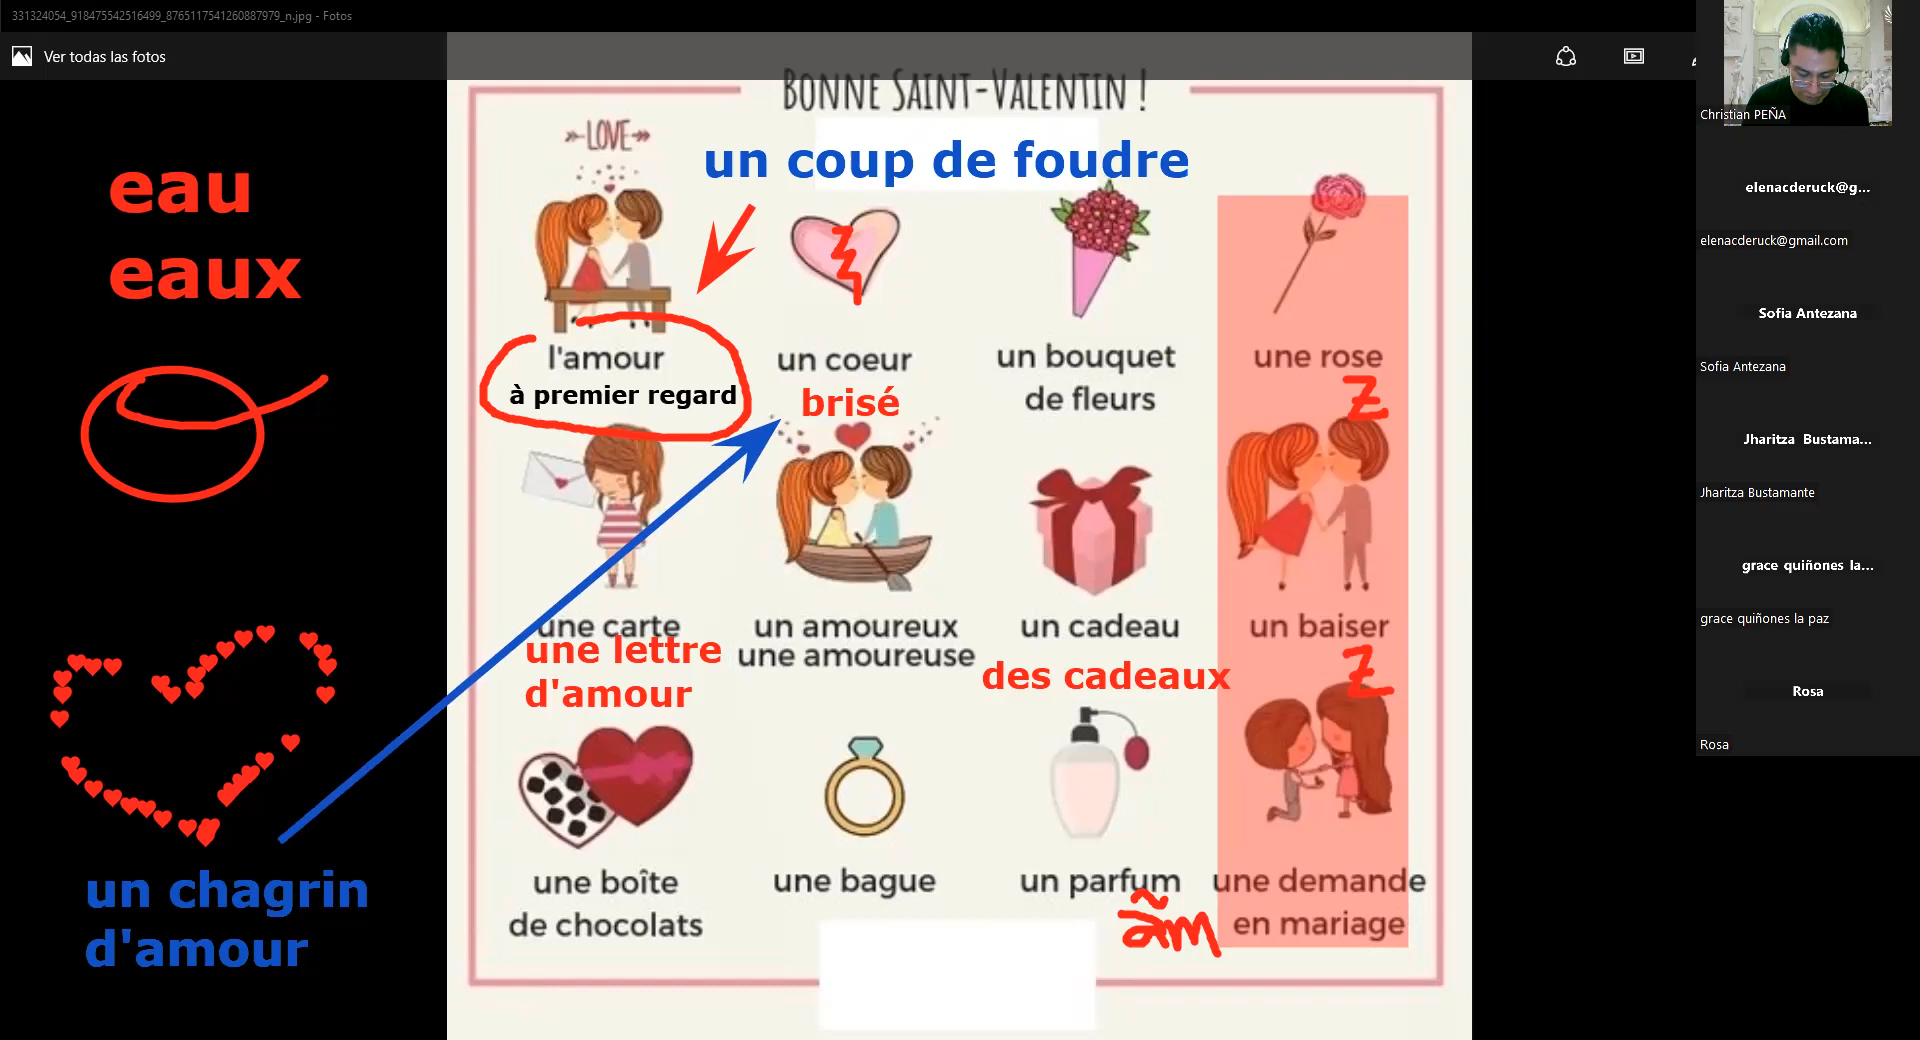 331324054_918475542516499_8765117541260887979_n.jpg - Fotos
Ver todas las fotos
BONNE SAINT-VALENTIN !
LOVE
un coup de foudre
eau
eaux
l'amour
à premier regard
un coeur
brisé
un bouquet
de fleurs
une rose
z
une carte
une lettre
d'amour
un amoureux
une amoureuse
un cadeau
des cadeaux
un baiser
z
une boîte
de chocolats
une bague
un parfum
ãm
une demande
en mariage
un chagrin
d'amour
Christian PEÑA
elenacderuck@g...
elenacderuck@gmail.com
Sofia Antezana
Sofia Antezana
Jharitza Bustama...
Jharitza Bustamante
grace quiñones la...
grace quiñones la paz
Rosa
Rosa